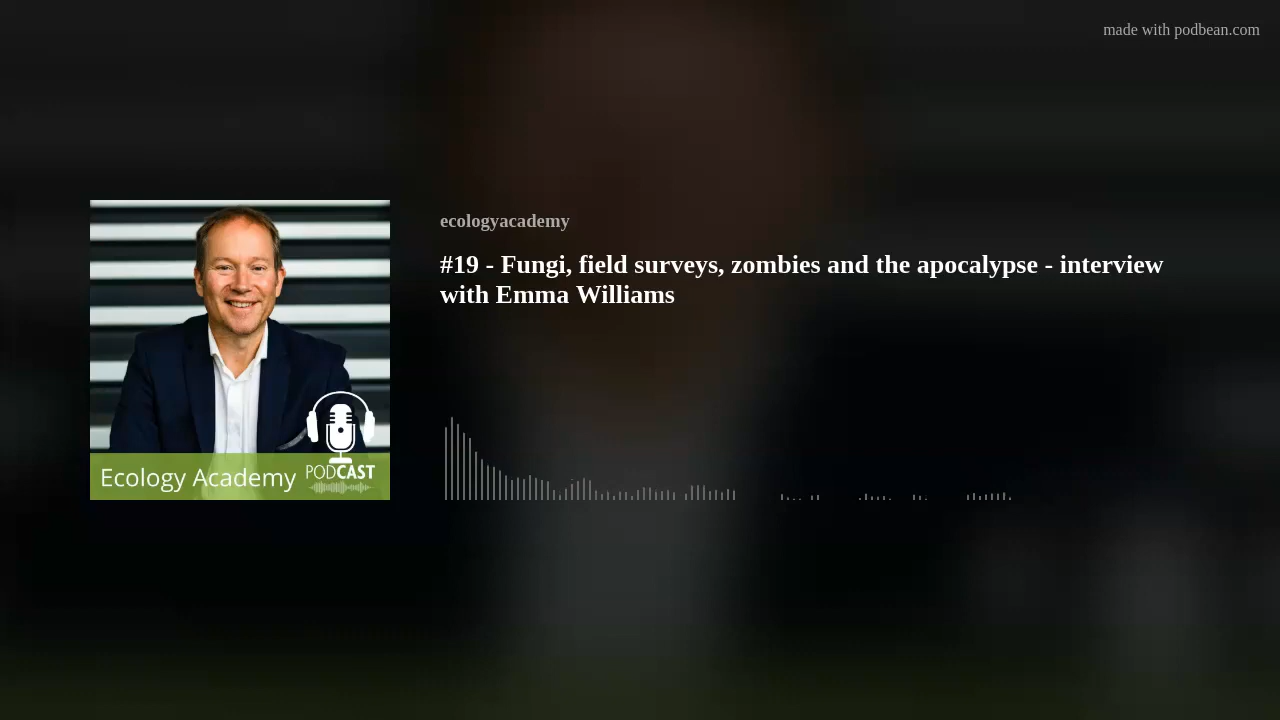 made with podbean.com
ecologyacademy
#19 - Fungi, field surveys, zombies and the apocalypse - interview
with Emma Williams
Ecology Academy
PODCAST